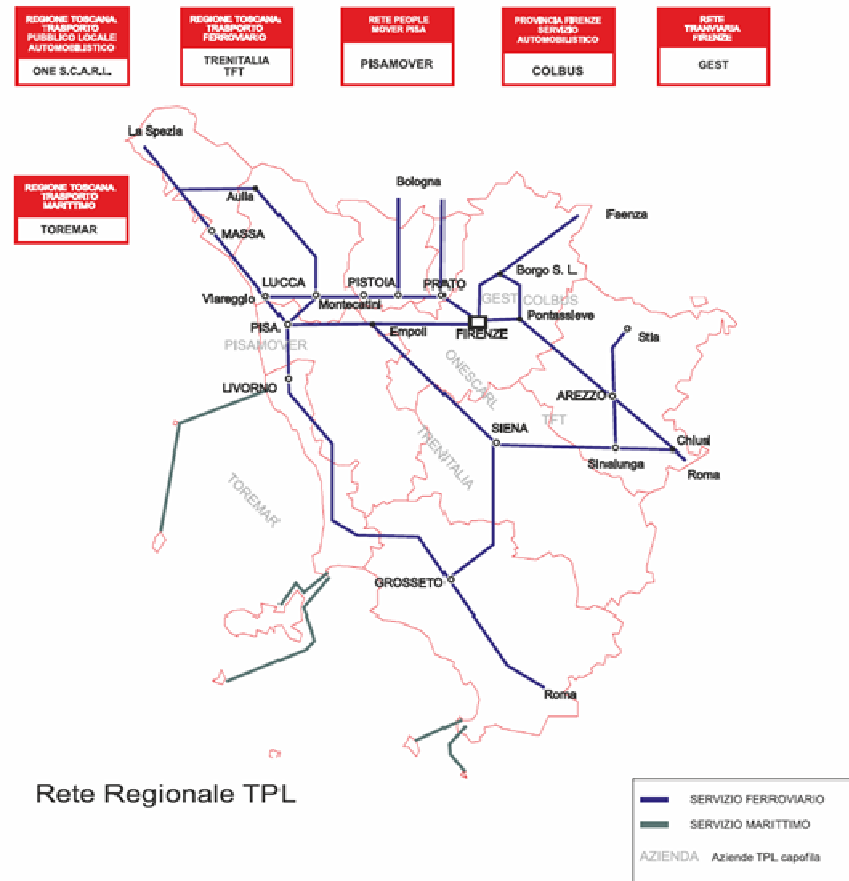 REGIONE TOSCANA
TRASPORTO
PUBBLICO LOCALE
AUTOMOBILISTICO
ONE S.C.A.R.L.
REGIONE TOSCANA
TRASPORTO
FERROVIARIO
TRENITALIA
TFT
RETE PEOPLE
MOVER PISA
PISAMOVER
PROVINCIA FIRENZE
SERVIZIO
AUTOMOBILISTICO
COLBUS
RETE
TRANVIARIA
FIRENZE
GEST
REGIONE TOSCANA
TRASPORTO
MARITTIMO
TOREMAR
La Spezia
Bologna
Aulla
Faenza
MASSA
Borgo S. L.
LUCCA
PISTOIA
PRATO
Viareggio
Montecatini
GEST
COLBUS
Pontassieve
PISA
Empoli
FIRENZE
PISAMOVER
Stia
ONESCARL
LIVORNO
AREZZO
TFT
SIENA
TRENITALIA
Chiusi
Sinalunga
Roma
TOREMAR
GROSSETO
Roma
Rete Regionale TPL
SERVIZIO FERROVIARIO
SERVIZIO MARITTIMO
AZIENDA Aziende TPL capofila